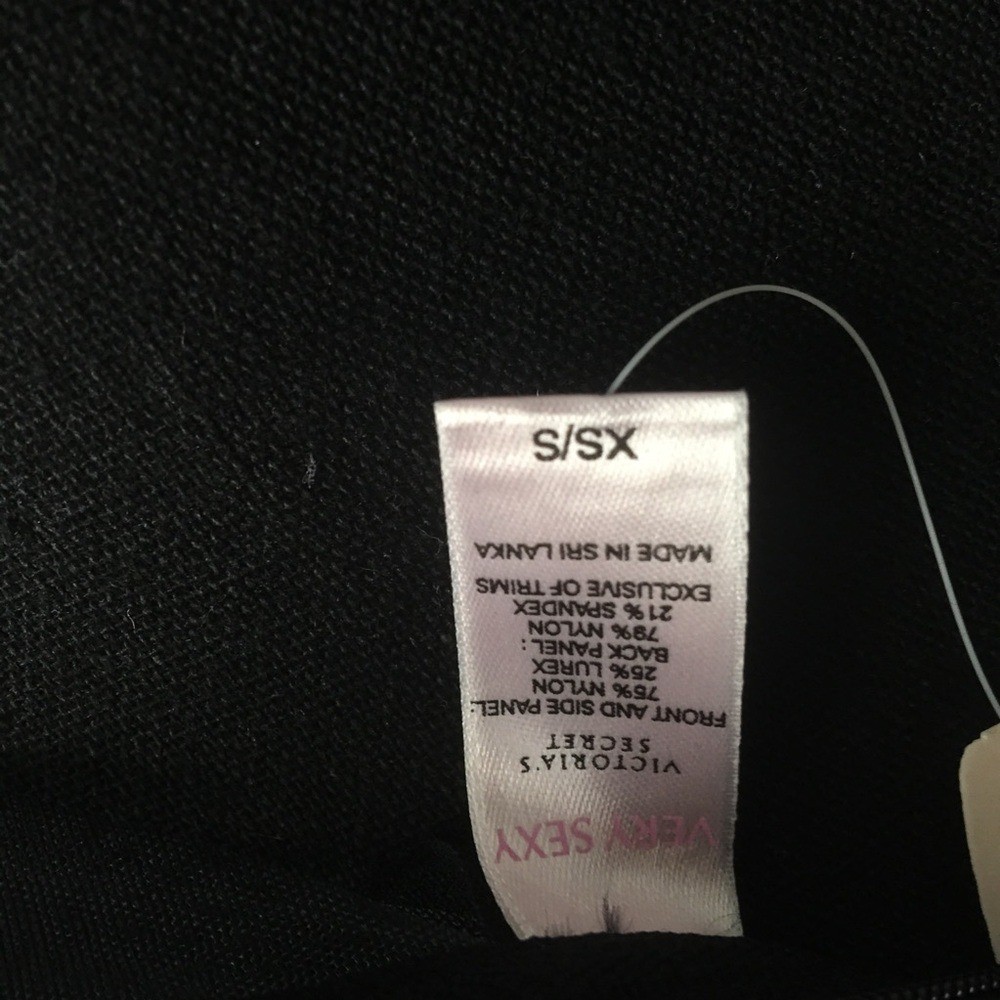 VERY SEXY
VICTORIA'S
SECRET
FRONT AND SIDE PANEL:
75% NYLON
25% LUREX
BACK PANEL:
79% NYLON
21% SPANDEX
EXCLUSIVE OF TRIMS
MADE IN SRI LANKA
XS/S